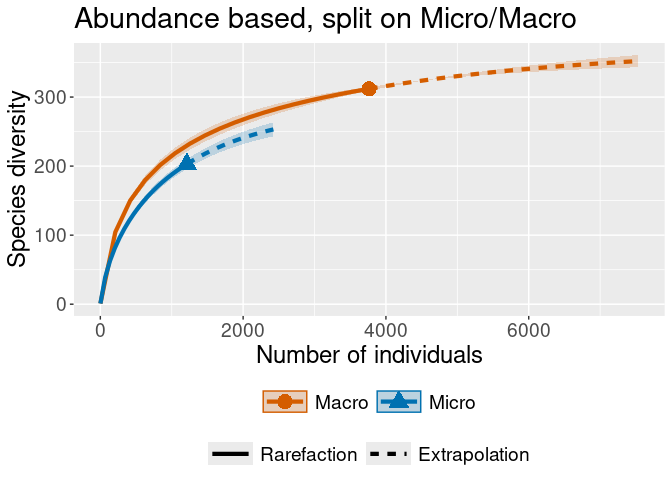 Abundance based, split on Micro/Macro
Species diversity
300
200
100
0
0 2000 4000 6000
Number of individuals
Macro Micro
Rarefaction Extrapolation